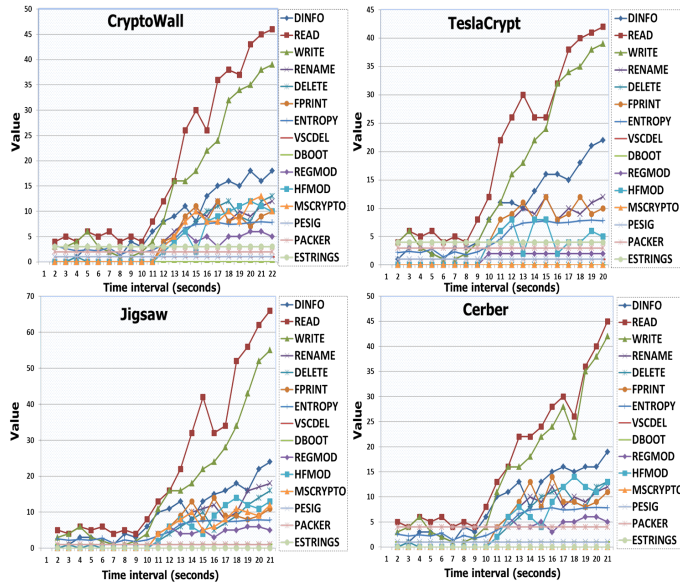 CryptoWall
Value
50
45
40
35
30
25
20
15
10
5
0
1 2 3 4 5 6 7 8 9 10 11 12 13 14 15 16 17 18 19 20 21 22
Time interval (seconds)
DINFO
READ
WRITE
RENAME
DELETE
FPRINT
ENTROPY
VSCDEL
DBOOT
REGMOD
HFMOD
MSCRYPTO
PESIG
PACKER
ESTRINGS
TeslaCrypt
Value
45
40
35
30
25
20
15
10
5
0
1 2 3 4 5 6 7 8 9 10 11 12 13 14 15 16 17 18 19 20
Time interval (seconds)
DINFO
READ
WRITE
RENAME
DELETE
FPRINT
ENTROPY
VSCDEL
DBOOT
REGMOD
HFMOD
MSCRYPTO
PESIG
PACKER
ESTRINGS
Jigsaw
Value
70
60
50
40
30
20
10
0
1 2 3 4 5 6 7 8 9 10 11 12 13 14 15 16 17 18 19 20 21
Time interval (seconds)
DINFO
READ
WRITE
RENAME
DELETE
FPRINT
ENTROPY
VSCDEL
DBOOT
REGMOD
HFMOD
MSCRYPTO
PESIG
PACKER
ESTRINGS
Cerber
Value
50
45
40
35
30
25
20
15
10
5
0
1 2 3 4 5 6 7 8 9 10 11 12 13 14 15 16 17 18 19 20 21
Time interval (seconds)
DINFO
READ
WRITE
RENAME
DELETE
FPRINT
ENTROPY
VSCDEL
DBOOT
REGMOD
HFMOD
MSCRYPTO
PESIG
PACKER
ESTRINGS